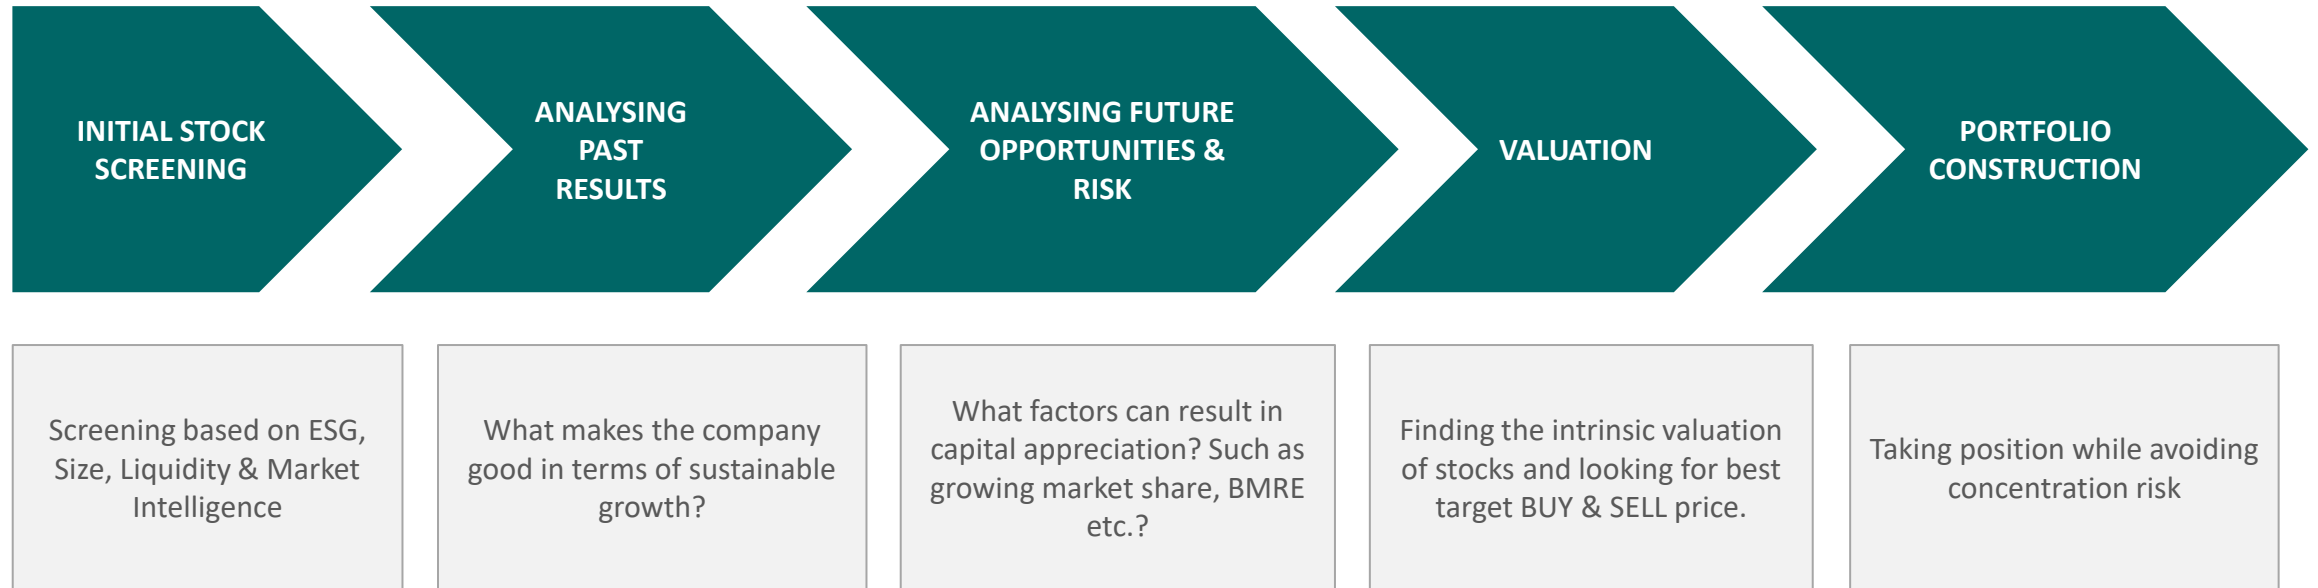 INITIAL STOCK
SCREENING
ANALYSING
PAST
RESULTS
ANALYSING FUTURE
OPPORTUNITIES &
RISK
VALUATION
PORTFOLIO
CONSTRUCTION
Screening based on ESG,
Size, Liquidity & Market
Intelligence
What makes the company
good in terms of sustainable
growth?
What factors can result in
capital appreciation? Such as
growing market share, BMRE
etc.?
Finding the intrinsic valuation
of stocks and looking for best
target BUY & SELL price.
Taking position while avoiding
concentration risk